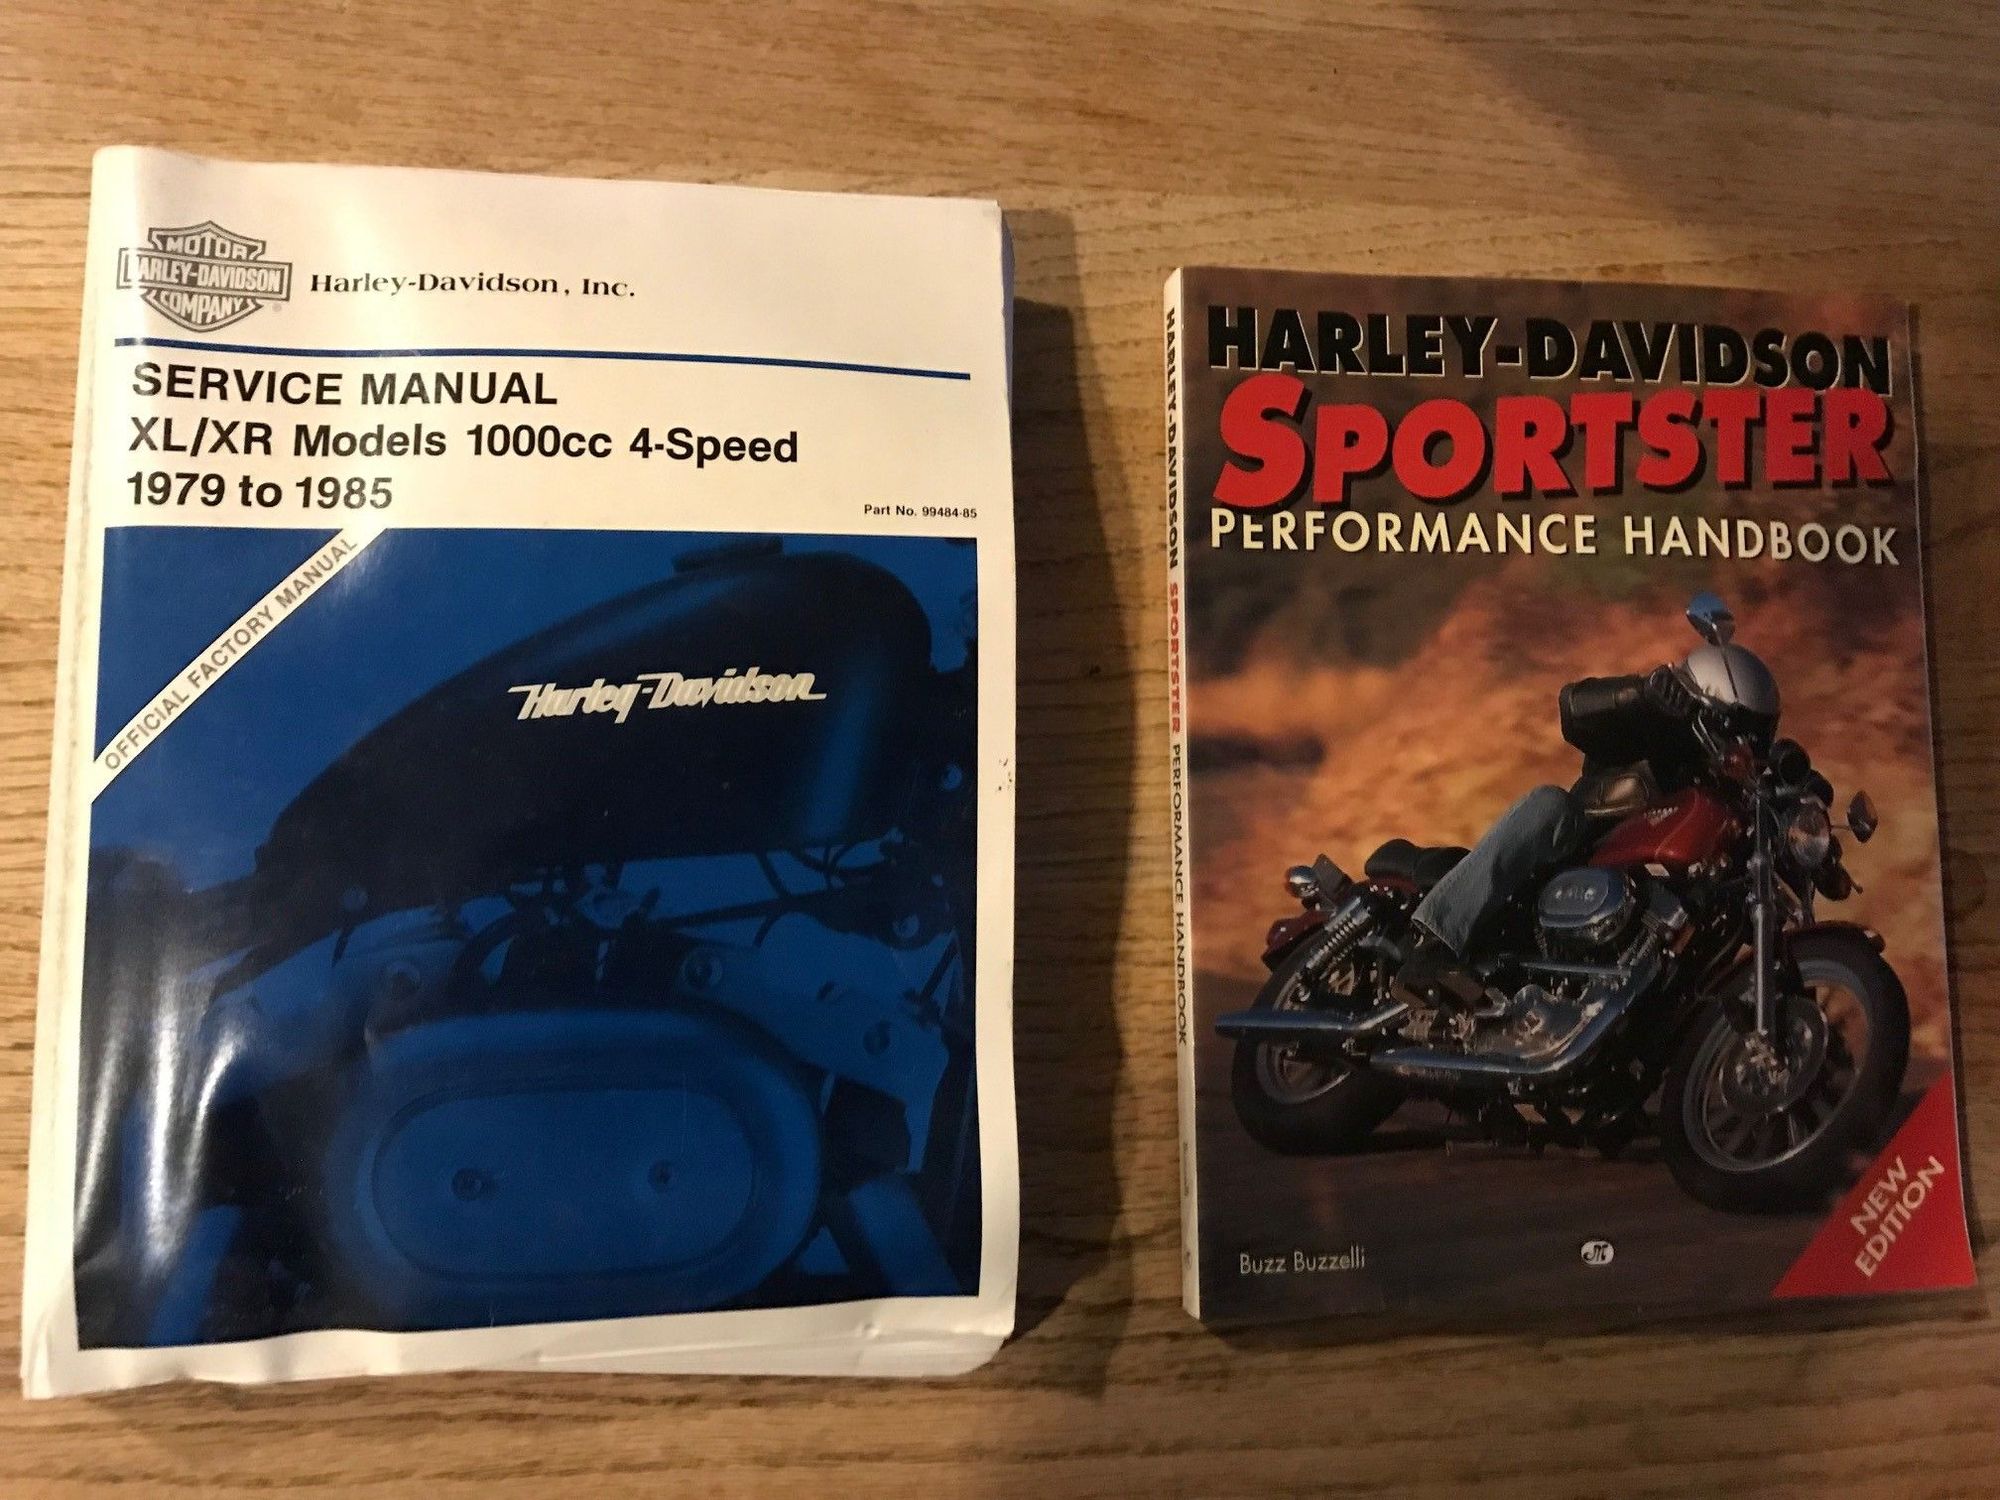 MOTOR
HARLEY-DAVIDSON
COMPANY
Harley-Davidson, Inc.
SERVICE MANUAL
XL/XR Models 1000cc 4-Speed
1979 to 1985
Part No. 99484-85
OFFICIAL FACTORY MANUAL
Harley-Davidson
HARLEY-DAVIDSON SPORTSTER PERFORMANCE HANDBOOK
HARLEY-DAVIDSON
SPORTSTER
PERFORMANCE HANDBOOK
NEW
EDITION
Buzz Buzzelli